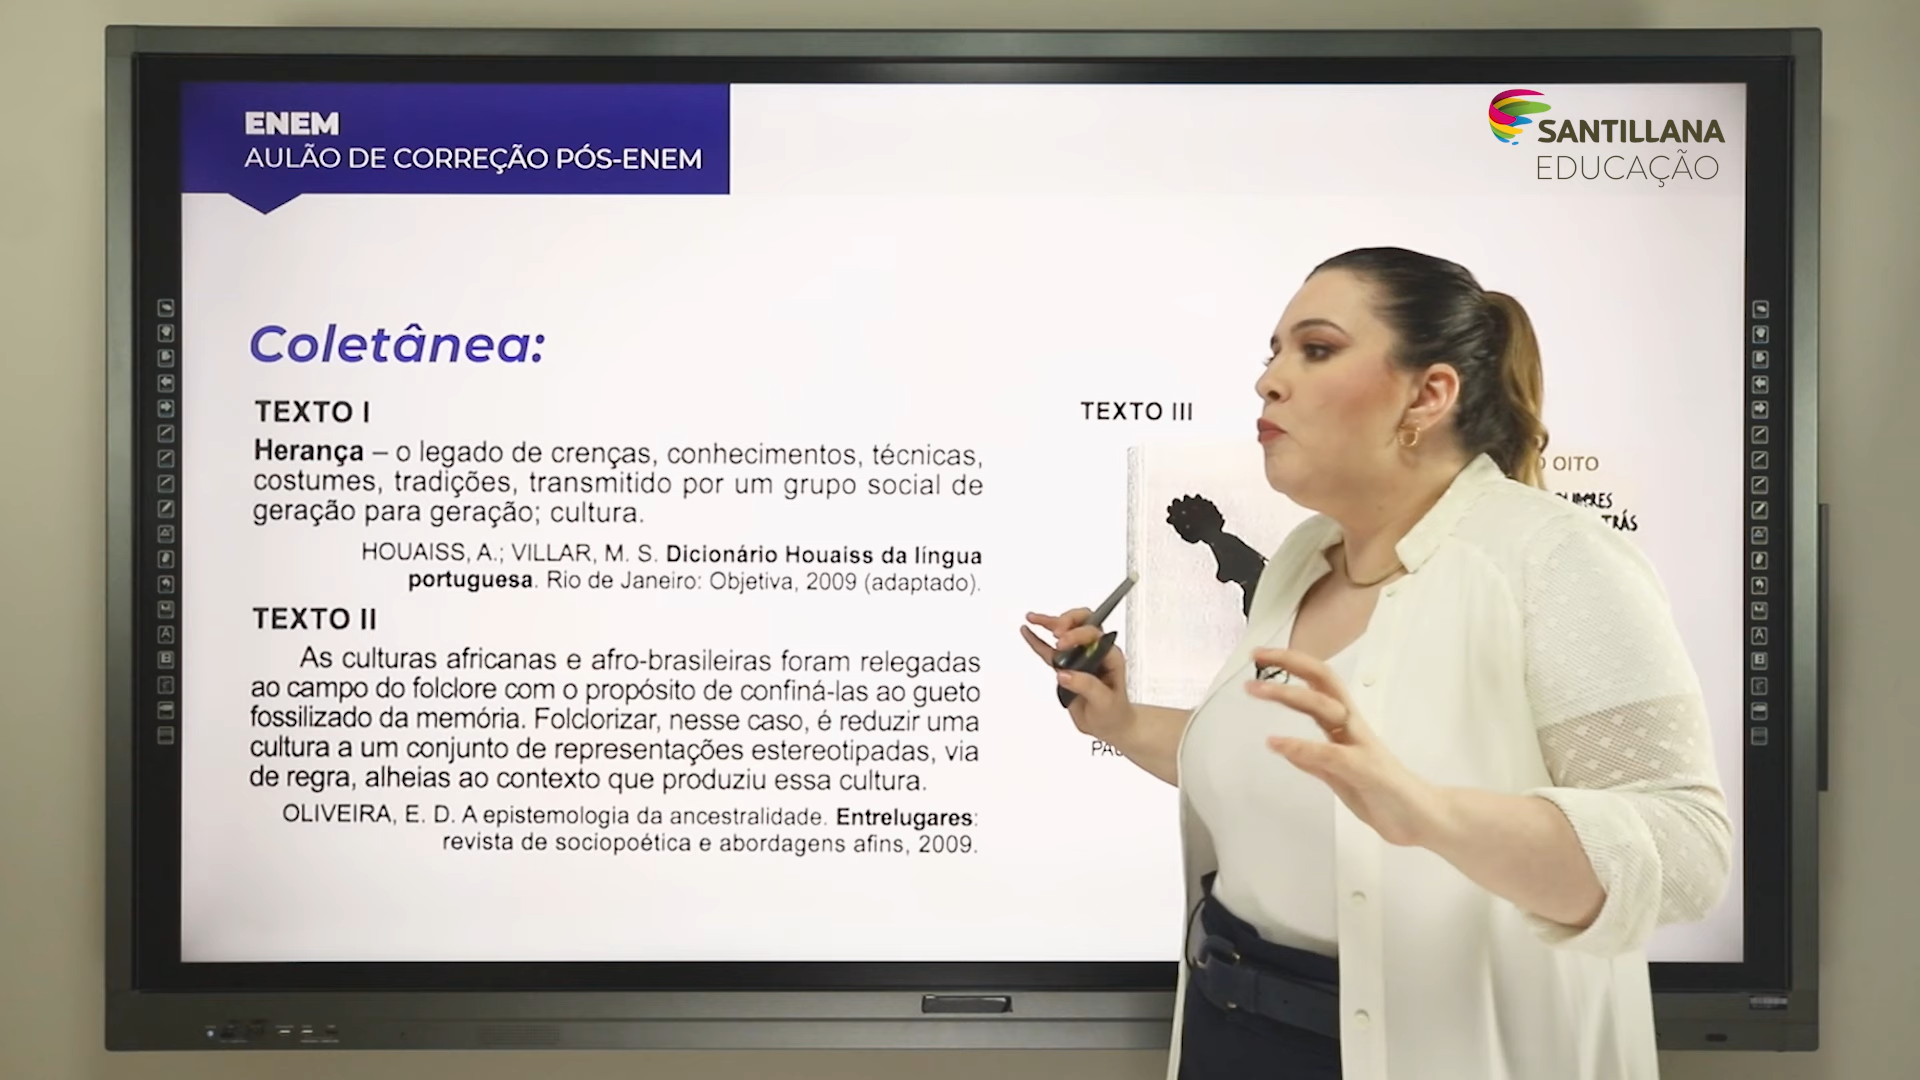 ENEM
AULÃO DE CORREÇÃO PÓS-ENEM
SANTILLANA
EDUCAÇÃO
Coletânea:
TEXTO I
Herança – o legado de crenças, conhecimentos, técnicas,
costumes, tradições, transmitido por um grupo social de
geração para geração; cultura.
HOUAISS, A.; VILLAR, M. S. Dicionário Houaiss da língua
portuguesa. Rio de Janeiro: Objetiva, 2009 (adaptado).
TEXTO II
As culturas africanas e afro-brasileiras foram relegadas
ao campo do folclore com o propósito de confiná-las ao gueto
fossilizado da memória. Folclorizar, nesse caso, é reduzir uma
cultura a um conjunto de representações estereotipadas, via
de regra, alheias ao contexto que produziu essa cultura.
OLIVEIRA, E. D. A epistemologia da ancestralidade. Entrelugares:
revista de sociopoética e abordagens afins, 2009.
TEXTO III
OITO
TRÁS